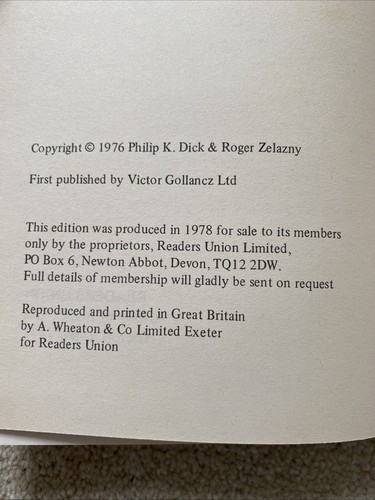 Copyright © 1976 Philip K. Dick & Roger Zelazny
First published by Victor Gollancz Ltd
This edition was produced in 1978 for sale to its members
only by the proprietors, Readers Union Limited,
PO Box 6, Newton Abbot, Devon, TQ12 2DW.
Full details of membership will gladly be sent on request
Reproduced and printed in Great Britain
by A. Wheaton & Co Limited Exeter
for Readers Union